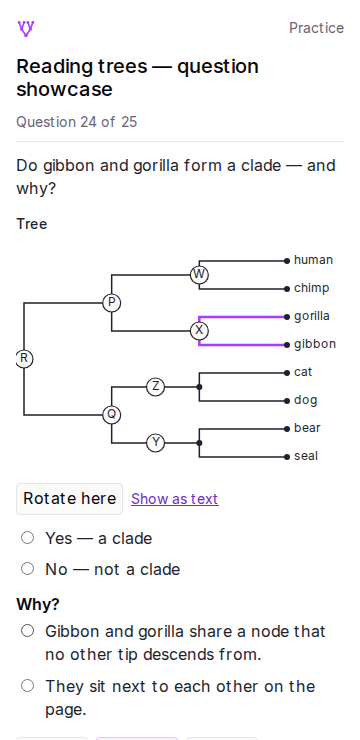 Practice
Reading trees — question
showcase
Question 24 of 25
Do gibbon and gorilla form a clade — and
why?
Tree
human
W
chimp
P
gorilla
X
gibbon
R
cat
Z
dog
Q
bear
Y
seal
Rotate here Show as text
Yes — a clade
No — not a clade
Why?
Gibbon and gorilla share a node that
no other tip descends from.
They sit next to each other on the
page.